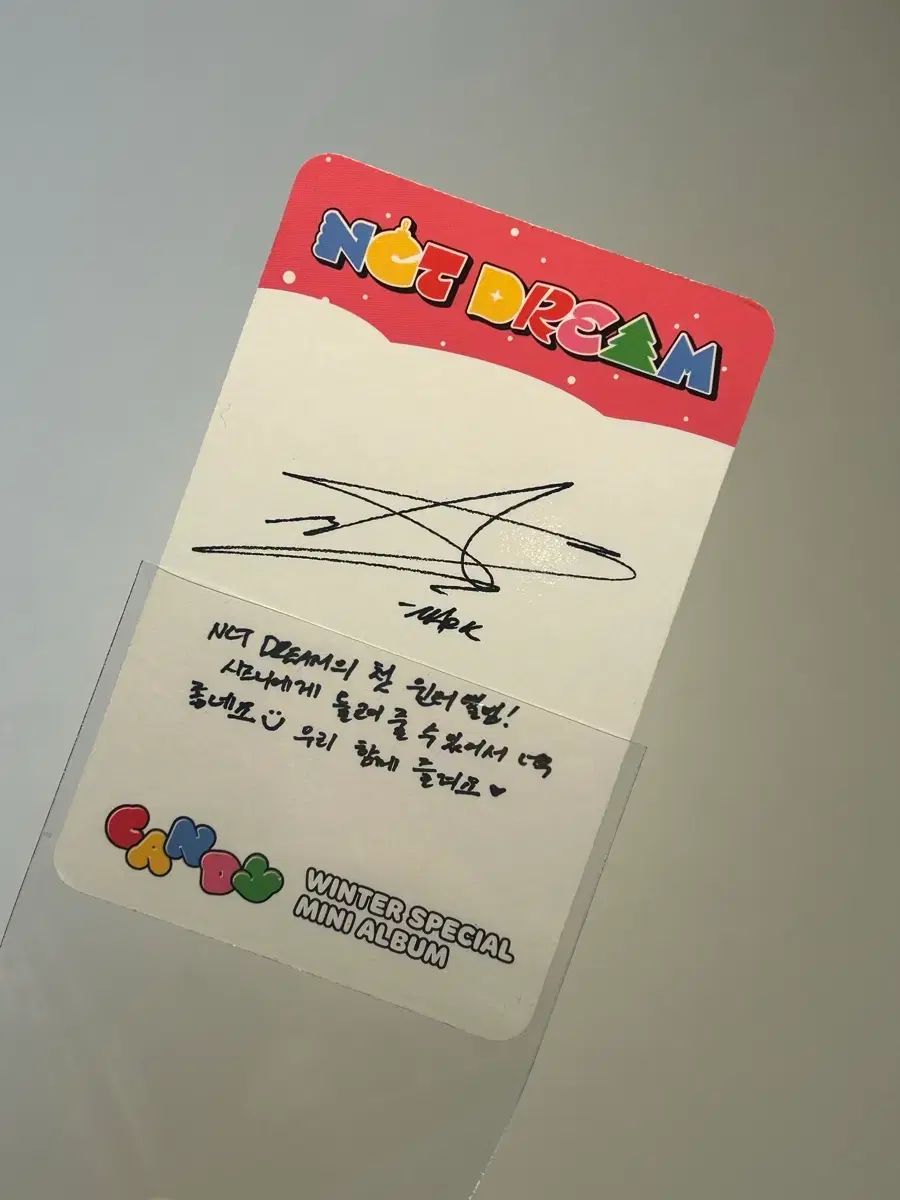 NCT DREAM
MARK
NCT DREAM의 첫 윈터앨범!
시즈니에게 들려줄 수 있어서 너무
좋네요
우리 함께 즐겨요♥
CANDY
WINTER SPECIAL
MINI ALBUM